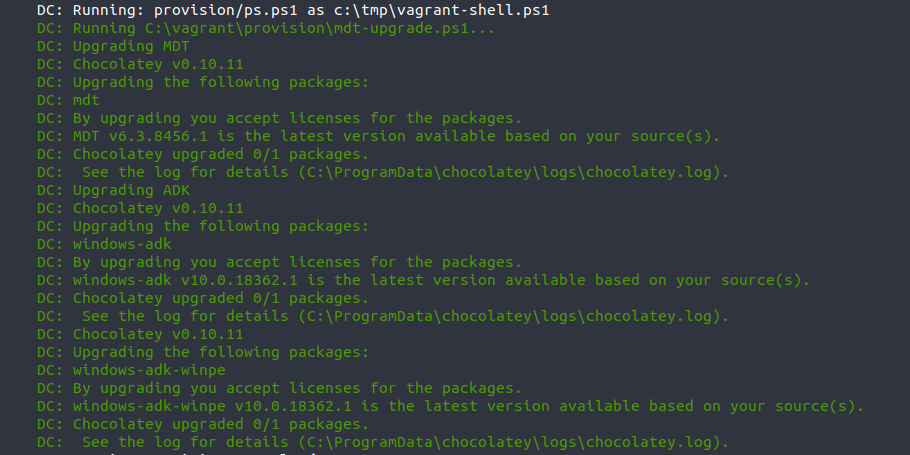 DC: Running: provision/ps.ps1 as c:\tmp\vagrant-shell.ps1
DC: Running C:\vagrant\provision\mdt-upgrade.ps1...
DC: Upgrading MDT
DC: Chocolatey v0.10.11
DC: Upgrading the following packages:
DC: mdt
DC: By upgrading you accept licenses for the packages.
DC: MDT v6.3.8456.1 is the latest version available based on your source(s).
DC: Chocolatey upgraded 0/1 packages.
DC:  See the log for details (C:\ProgramData\chocolatey\logs\chocolatey.log).
DC: Upgrading ADK
DC: Chocolatey v0.10.11
DC: Upgrading the following packages:
DC: windows-adk
DC: By upgrading you accept licenses for the packages.
DC: windows-adk v10.0.18362.1 is the latest version available based on your source(s).
DC: Chocolatey upgraded 0/1 packages.
DC:  See the log for details (C:\ProgramData\chocolatey\logs\chocolatey.log).
DC: Chocolatey v0.10.11
DC: Upgrading the following packages:
DC: windows-adk-winpe
DC: By upgrading you accept licenses for the packages.
DC: windows-adk-winpe v10.0.18362.1 is the latest version available based on your source(s).
DC: Chocolatey upgraded 0/1 packages.
DC:  See the log for details (C:\ProgramData\chocolatey\logs\chocolatey.log).